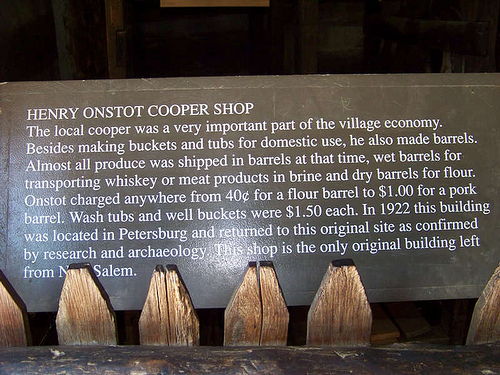 HENRY ONSTOT COOPER SHOP
The local cooper was a very important part of the village economy.
Besides making buckets and tubs for domestic use, he also made barrels.
Almost all produce was shipped in barrels at that time, wet barrels for
transporting whiskey or meat products in brine and dry barrels for flour.
Onstot charged anywhere from 40¢ for a flour barrel to $1.00 for a pork
barrel. Wash tubs and well buckets were $1.50 each. In 1922 this building
was located in Petersburg and returned to this original site as confirmed
by research and archaeology. This shop is the only original building left
from New Salem.